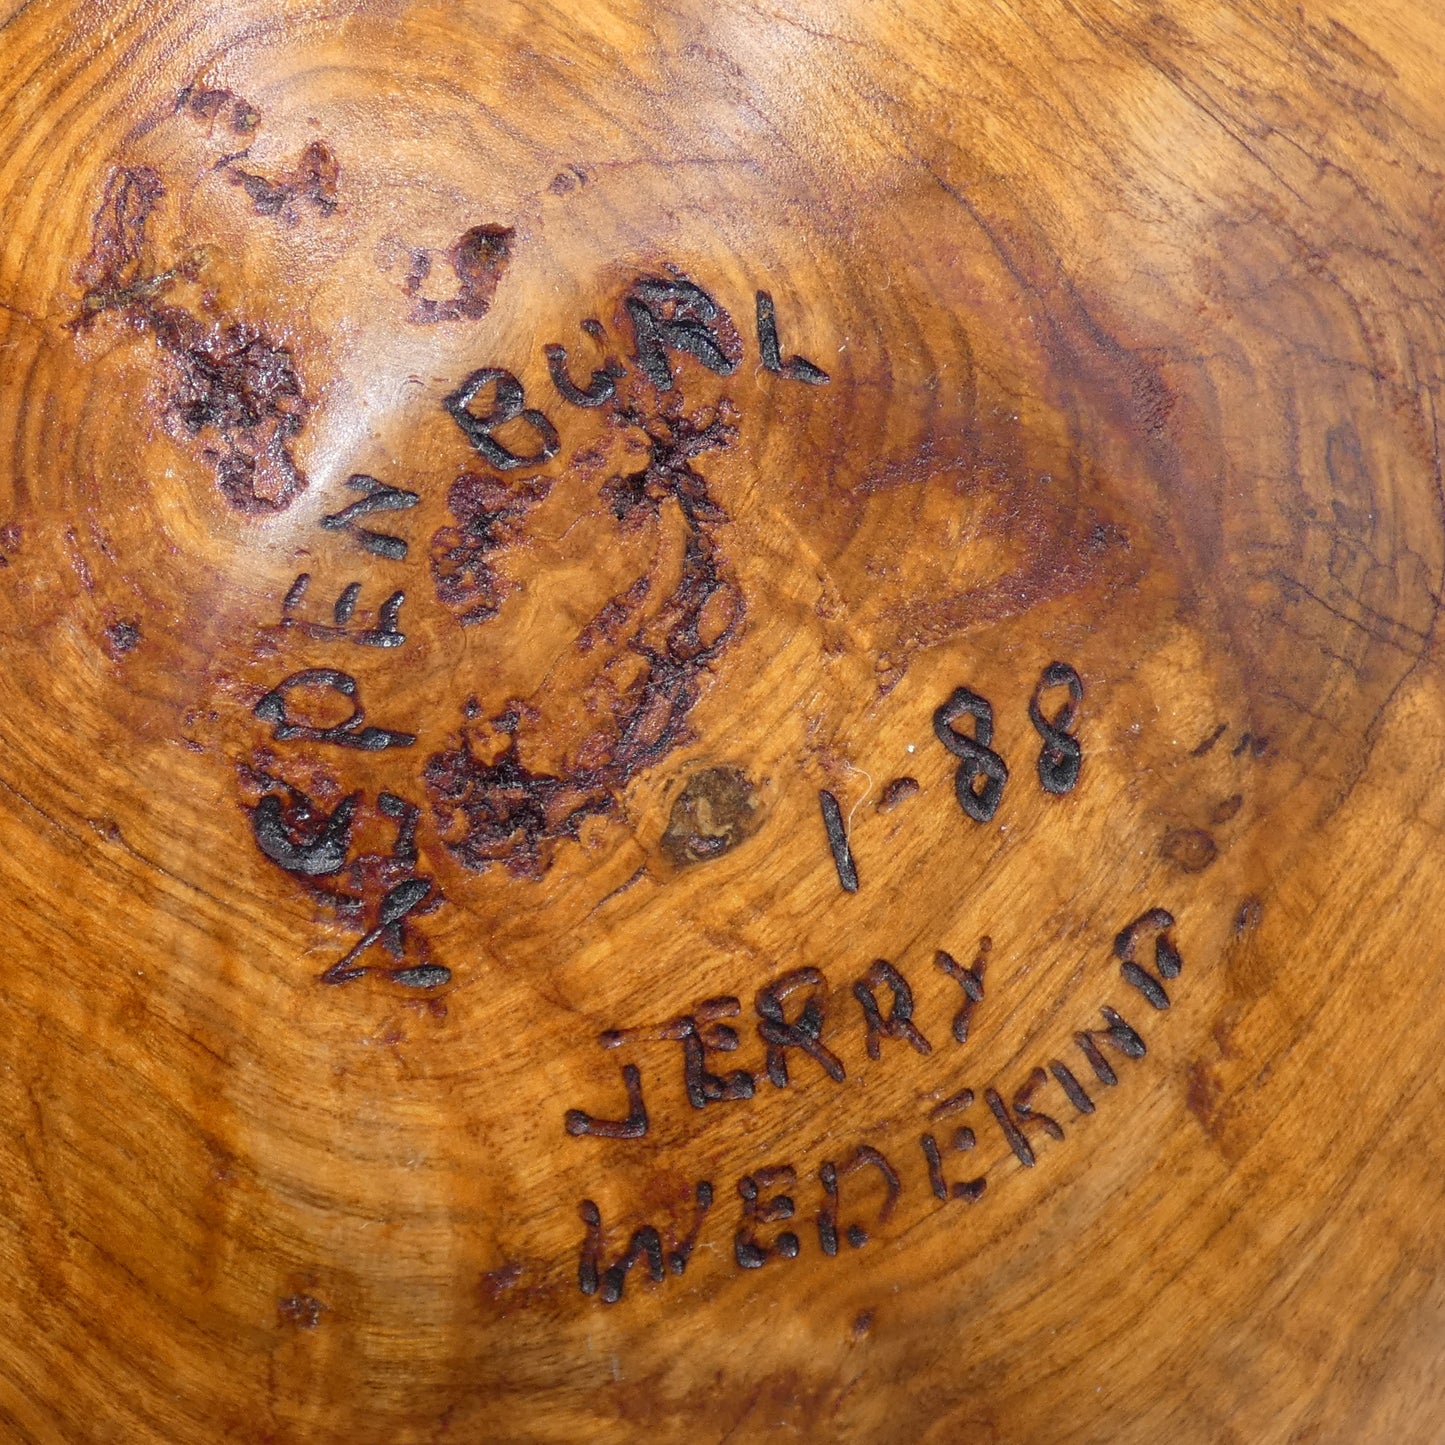 ASPEN BURL
1-88
JERRY
WEDEKIND